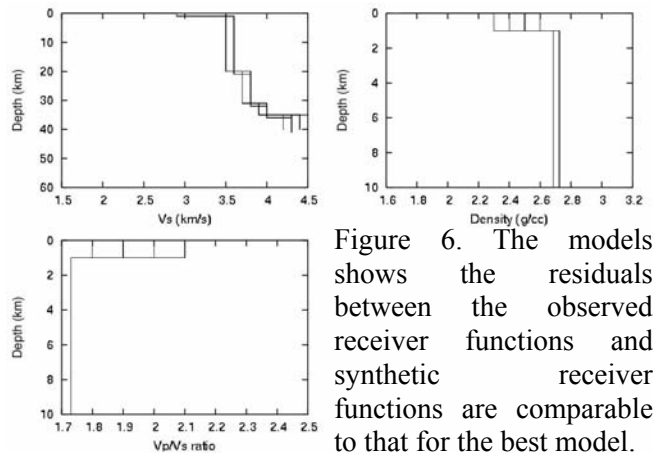 0
10
20
30
40
50
60
Depth (km)
1.5 2 2.5 3 3.5 4 4.5
Vs (km/s)
0
2
4
6
8
10
Depth (km)
1.6 2 2.2 2.4 2.6 2.8 3 3.2
Density (g/cc)
0
2
4
6
8
10
Depth (km)
1.7 1.8 1.9 2 2.1 2.2 2.3 2.4 2.5
Vp/Vs ratio
Figure 6. The models
shows the residuals
between the observed
receiver functions and
synthetic receiver
functions are comparable
to that for the best model.